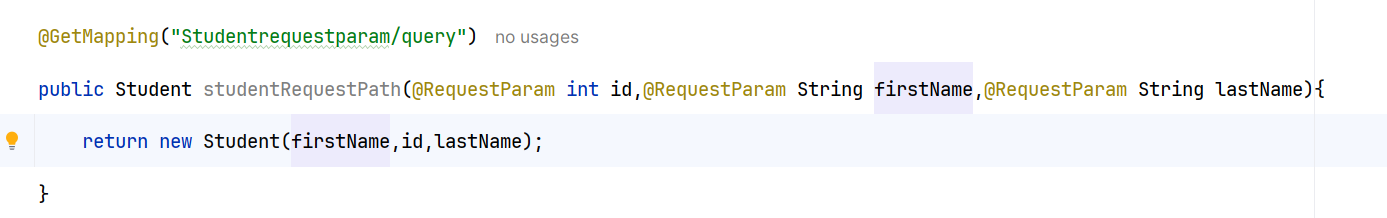 @GetMapping("Studentrequestparam/query") no usages
public Student studentRequestPath(@RequestParam int id,@RequestParam String firstName,@RequestParam String lastName){
return new Student(firstName,id,lastName);
}